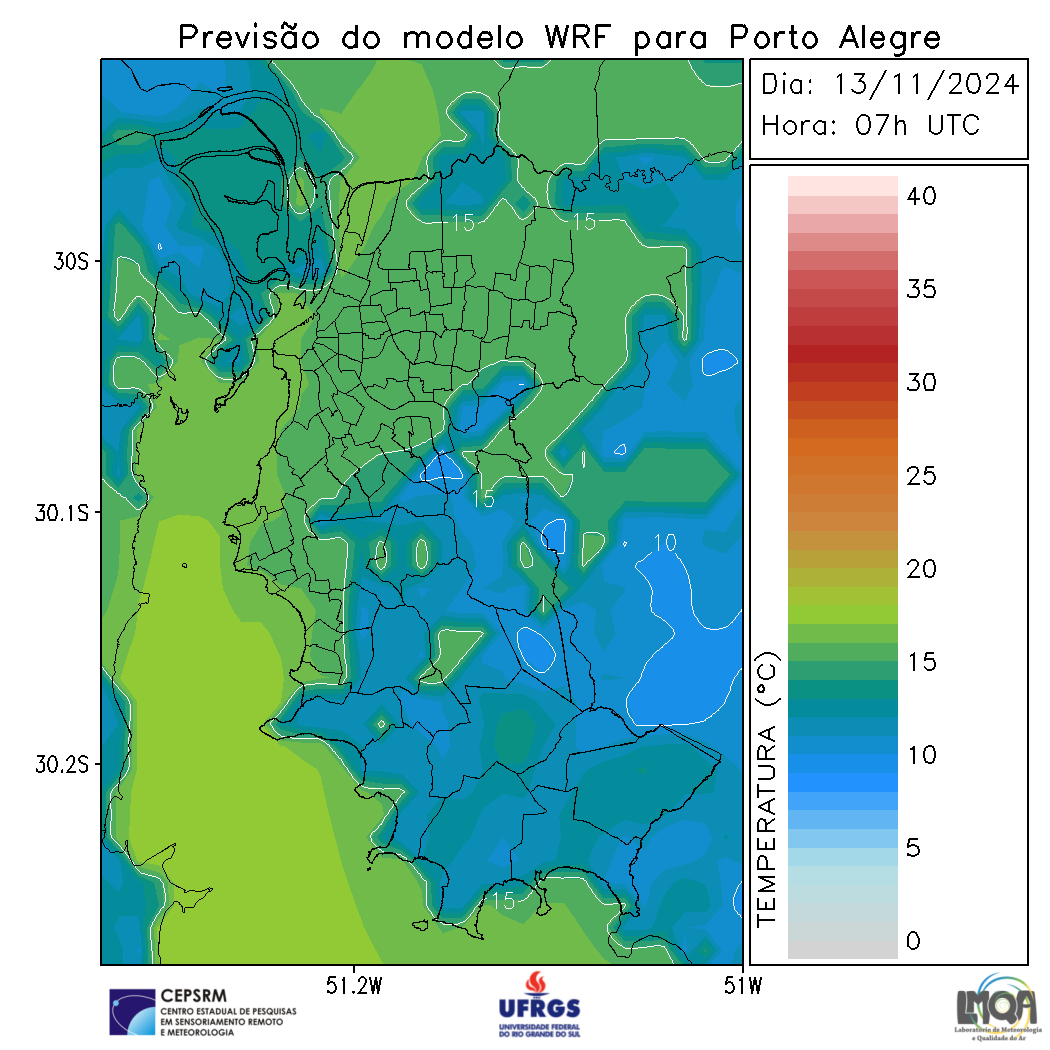 Previsão do modelo WRF para Porto Alegre
Dia: 13/11/2024
Hora: 07h UTC
40
35
30
25
20
15
10
5
0
TEMPERATURA (°C)
30S
30.1S
30.2S
51.2W
51W
15
15
15
10
15
CEPSRM
CENTRO ESTADUAL DE PESQUISAS
EM SENSORIAMENTO REMOTO
E METEOROLOGIA
UFRGS
UNIVERSIDADE FEDERAL
DO RIO GRANDE DO SUL
LMQA
Laboratório de Meteorologia
e Qualidade do Ar